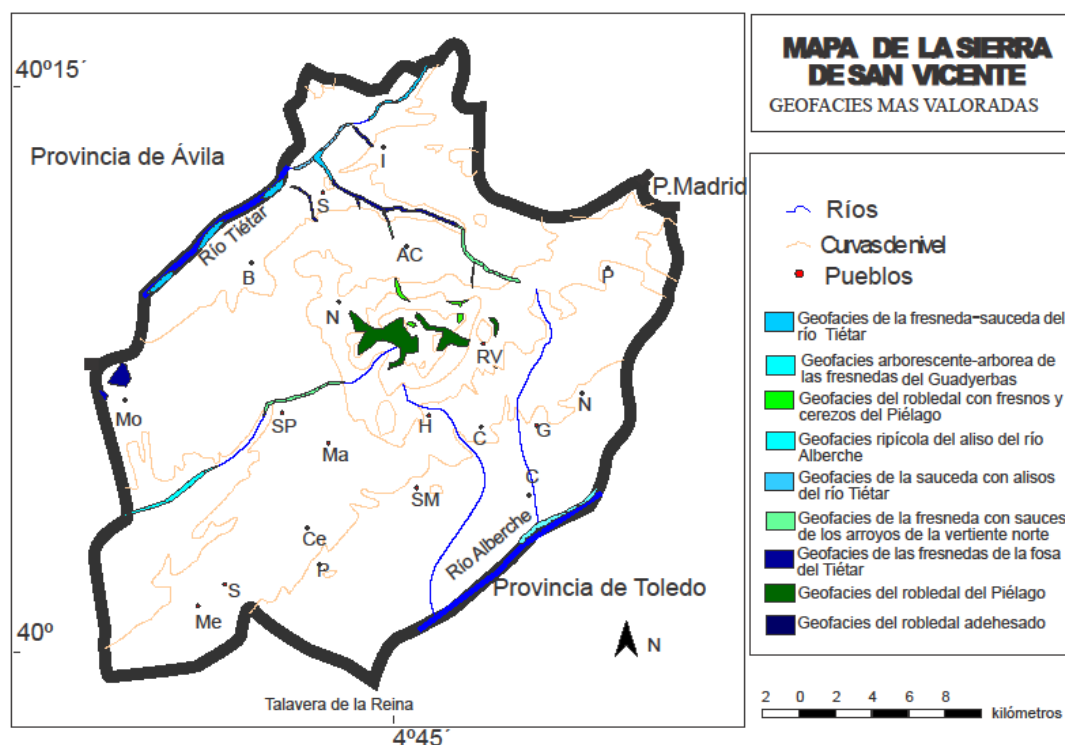 MAPA DE LA SIERRA
DE SAN VICENTE
GEOFACIES MAS VALORADAS
40º15´
Provincia de Ávila
P.Madrid
Río Tiétar
I
S
AC
B
P
N
RV
Mo
SP
H
C
G
N
Ma
SM
C
Ce
P
Río Alberche
S
Me
Provincia de Toledo
40º
N
Talavera de la Reina
4º45´
Ríos
Curvas de nivel
Pueblos
Geofacies de la fresneda-sauceda del
río Tiétar
Geofacies arborescente-arborea de
las fresnedas del Guadyerbas
Geofacies del robledal con fresnos y
cerezos del Piélago
Geofacies ripícola del aliso del río
Alberche
Geofacies de la sauceda con alisos
del río Tiétar
Geofacies de la fresneda con sauces
de los arroyos de la vertiente norte
Geofacies de las fresnedas de la fosa
del Tiétar
Geofacies del robledal del Piélago
Geofacies del robledal adehesado
2 0 2 4 6 8
kilómetros